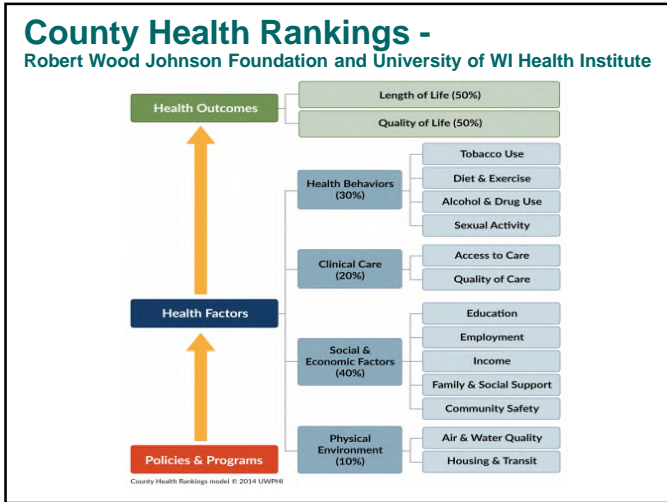 County Health Rankings -
Robert Wood Johnson Foundation and University of WI Health Institute
Health Outcomes
Length of Life (50%)
Quality of Life (50%)
Health Factors
Health Behaviors
(30%)
Tobacco Use
Diet & Exercise
Alcohol & Drug Use
Sexual Activity
Clinical Care
(20%)
Access to Care
Quality of Care
Social &
Economic Factors
(40%)
Education
Employment
Income
Family & Social Support
Community Safety
Physical
Environment
(10%)
Air & Water Quality
Housing & Transit
Policies & Programs
County Health Rankings model © 2014 UWPHI